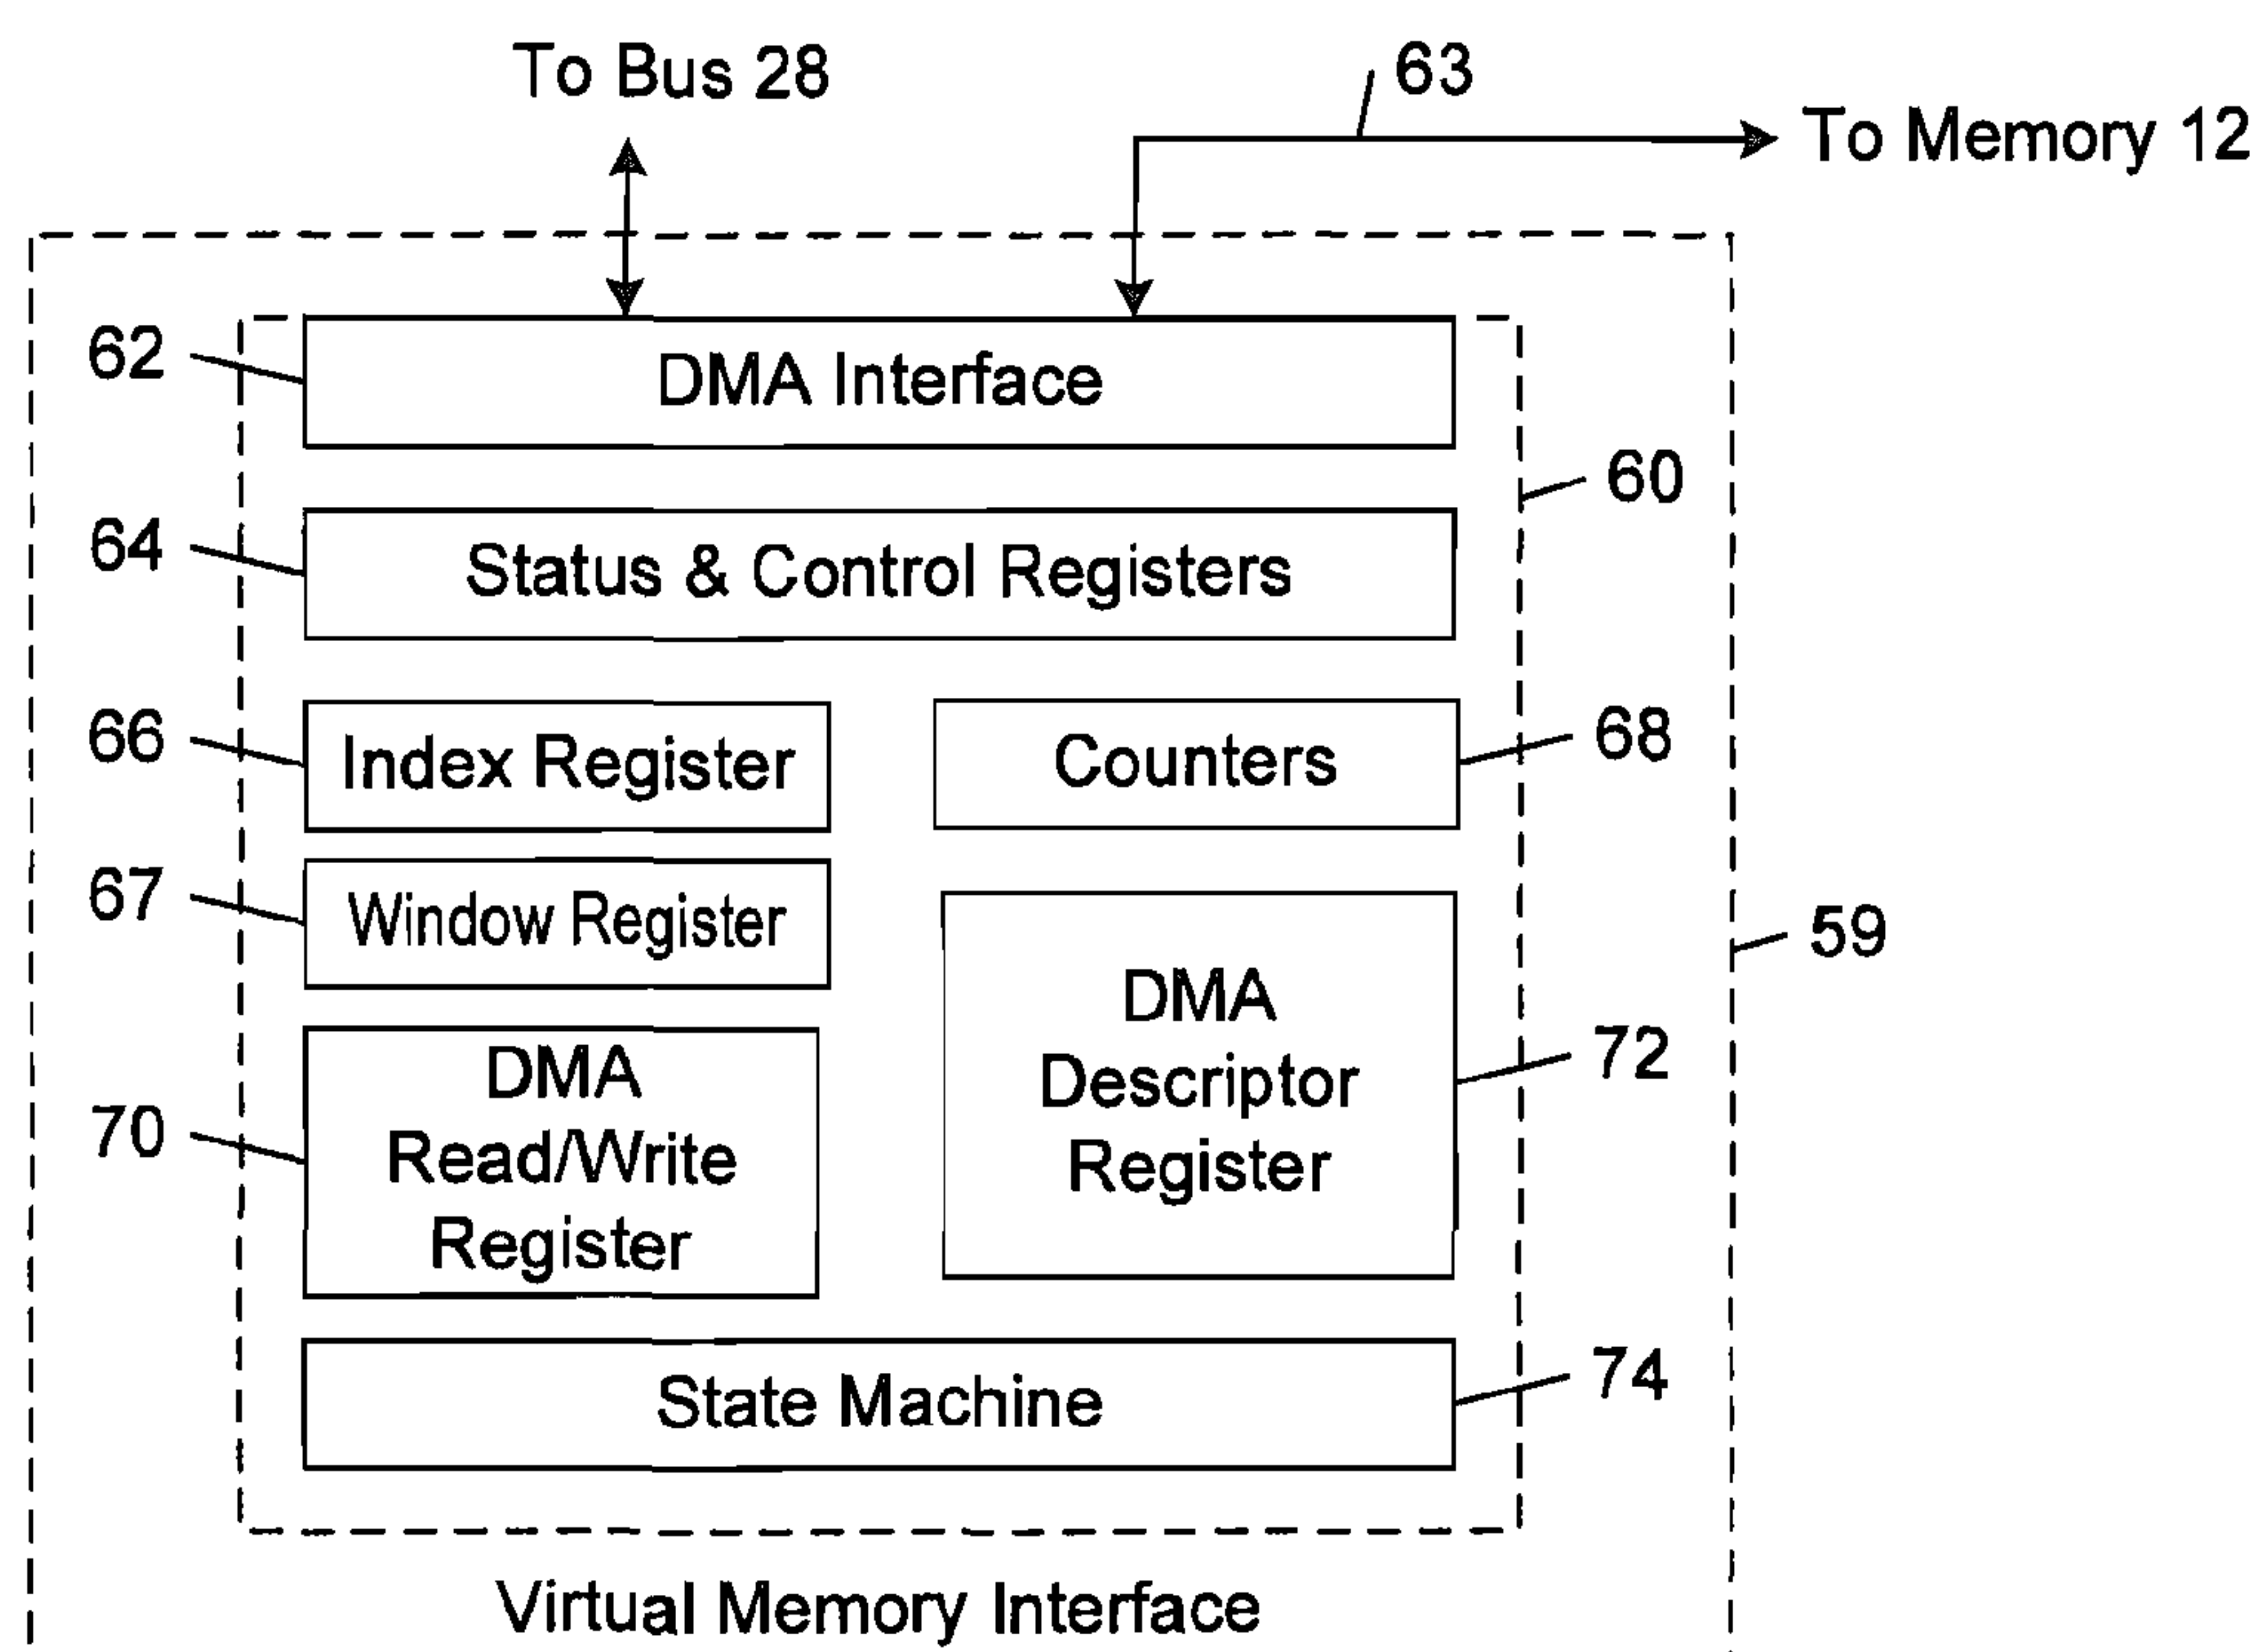 To Bus 28
63
To Memory 12
62
DMA Interface
60
64
Status & Control Registers
66
Index Register
Counters
68
67
Window Register
59
DMA
Descriptor
Register
72
70
DMA
Read/Write
Register
State Machine
74
Virtual Memory Interface